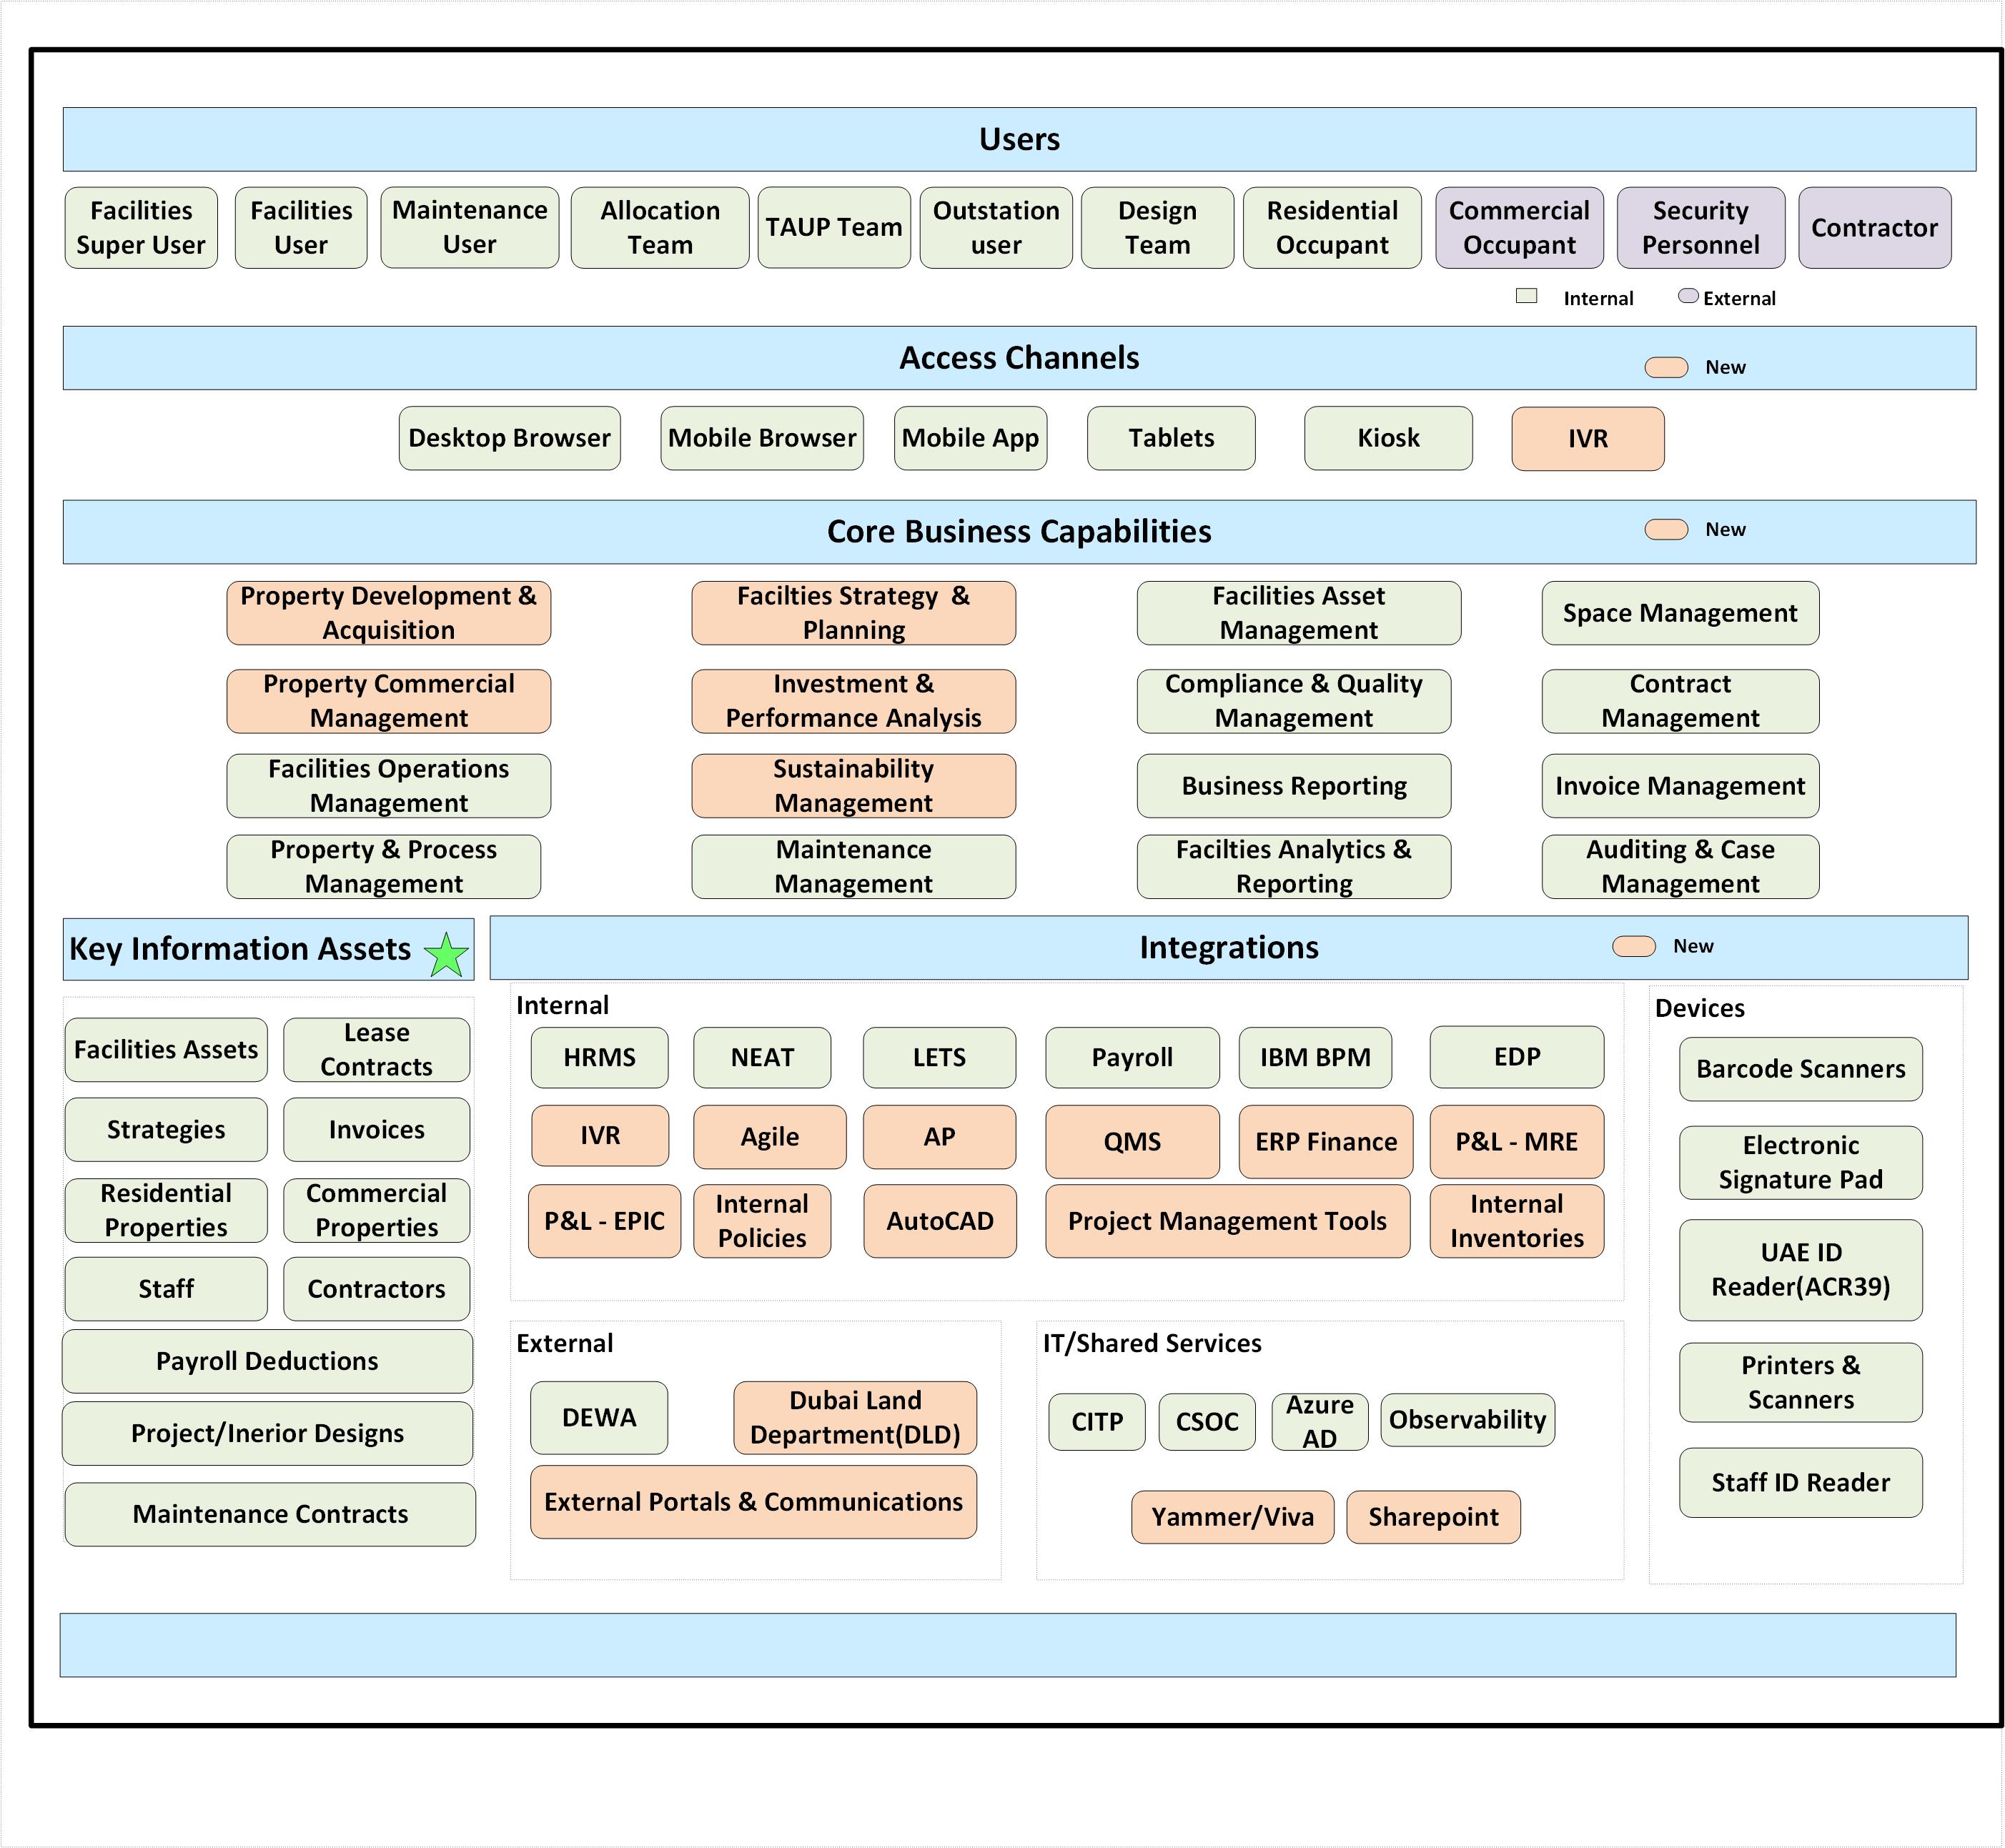 Users
Facilities
Super User
Facilities
User
Maintenance
User
Allocation
Team
TAUP Team
Outstation
user
Design
Team
Residential
Occupant
Commercial
Occupant
Security
Personnel
Contractor
Internal
External
Access Channels
New
Desktop Browser
Mobile Browser
Mobile App
Tablets
Kiosk
IVR
Core Business Capabilities
New
Property Development &
Acquisition
Facilties Strategy &
Planning
Facilities Asset
Management
Space Management
Property Commercial
Management
Investment &
Performance Analysis
Compliance & Quality
Management
Contract
Management
Facilities Operations
Management
Sustainability
Management
Business Reporting
Invoice Management
Property & Process
Management
Maintenance
Management
Facilties Analytics &
Reporting
Auditing & Case
Management
Key Information Assets
Facilities Assets
Lease
Contracts
Strategies
Invoices
Residential
Properties
Commercial
Properties
Staff
Contractors
Payroll Deductions
Project/Inerior Designs
Maintenance Contracts
Integrations
New
Internal
HRMS
NEAT
LETS
Payroll
IBM BPM
EDP
IVR
Agile
AP
QMS
ERP Finance
P&L - MRE
P&L - EPIC
Internal
Policies
AutoCAD
Project Management Tools
Internal
Inventories
External
DEWA
Dubai Land
Department(DLD)
External Portals & Communications
IT/Shared Services
CITP
CSOC
Azure
AD
Observability
Yammer/Viva
Sharepoint
Devices
Barcode Scanners
Electronic
Signature Pad
UAE ID
Reader(ACR39)
Printers &
Scanners
Staff ID Reader